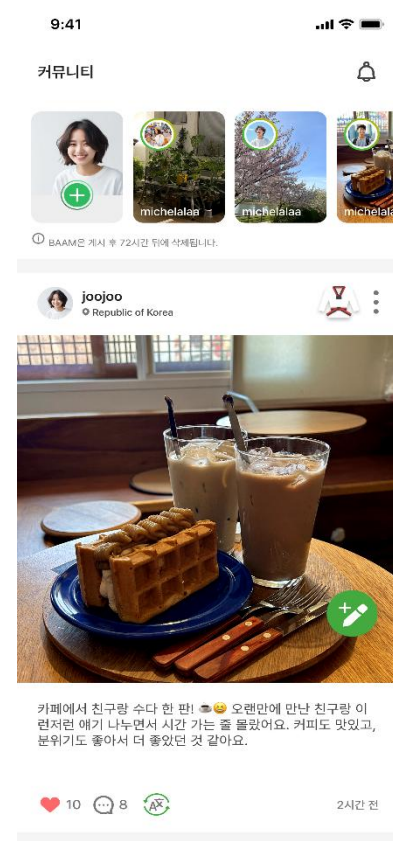 9:41
커뮤니티
michelalaa
michelalaa
michelalaa
BAAM은 게시 후 72시간 뒤에 삭제됩니다.
joojoo
Republic of Korea
카페에서 친구랑 수다 한 판! ☕😄 오랜만에 만난 친구랑 이
런저런 얘기 나누면서 시간 가는 줄 몰랐어요. 커피도 맛있고,
분위기도 좋아서 더 좋았던 것 같아요.
10
8
2시간 전